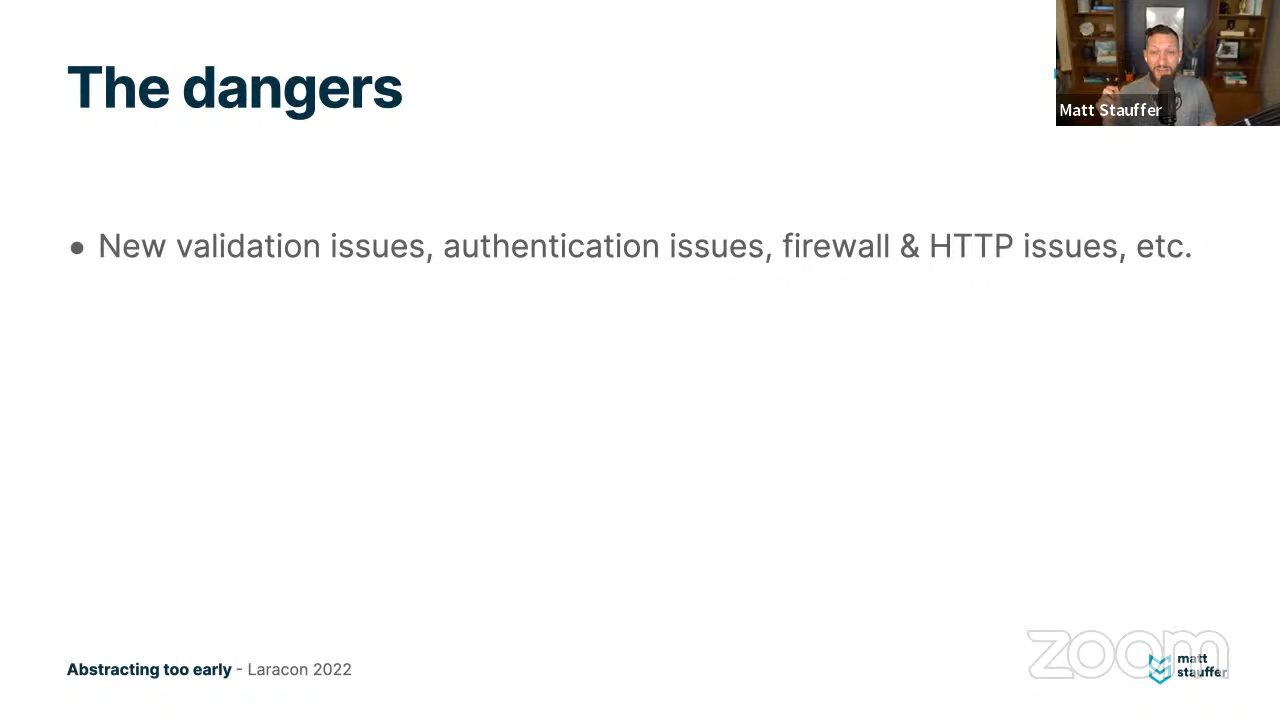 The dangers
Matt Stauffer
• New validation issues, authentication issues, firewall & HTTP issues, etc.
Abstracting too early - Laracon 2022
zoom
matt
stauffer